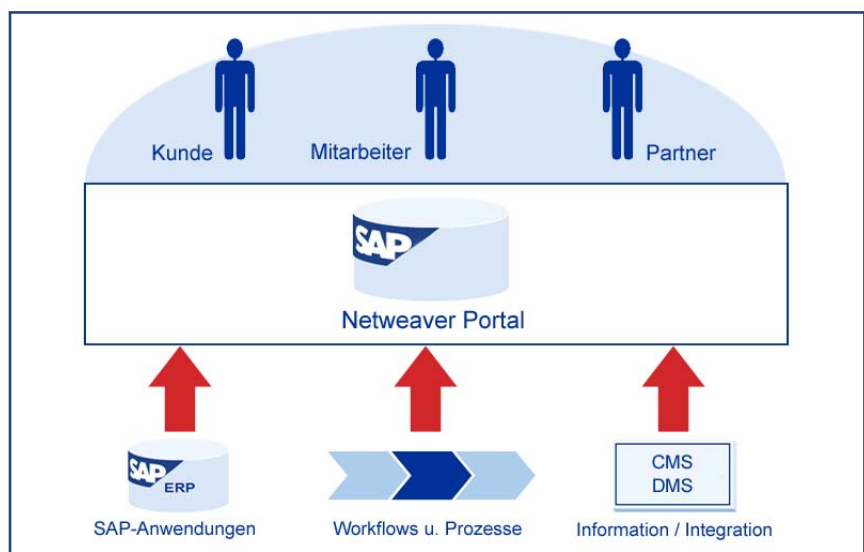 Kunde
Mitarbeiter
Partner
SAP
Netweaver Portal
SAP
ERP
CMS
DMS
SAP-Anwendungen
Workflows u. Prozesse
Information / Integration